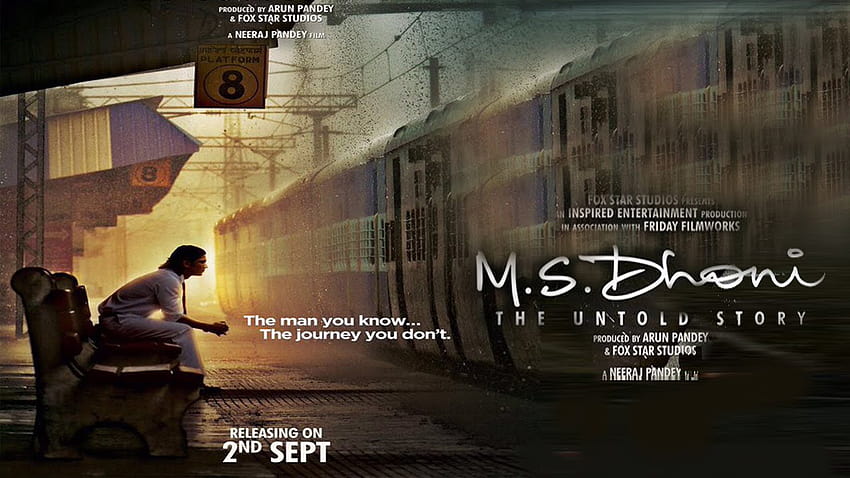 PRODUCED BY ARUN PANDEY
& FOX STAR STUDIOS
A NEERAJ PANDEY FILM
PLATFORM
8
8
FOX STAR STUDIOS PRESENTS
AN INSPIRED ENTERTAINMENT PRODUCTION
IN ASSOCIATION WITH FRIDAY FILMWORKS
M.S.Dhoni
THE UNTOLD STORY
PRODUCED BY ARUN PANDEY
& FOX STAR STUDIOS
A NEERAJ PANDEY
The man you know...
The journey you don't.
RELEASING ON
2ND SEPT